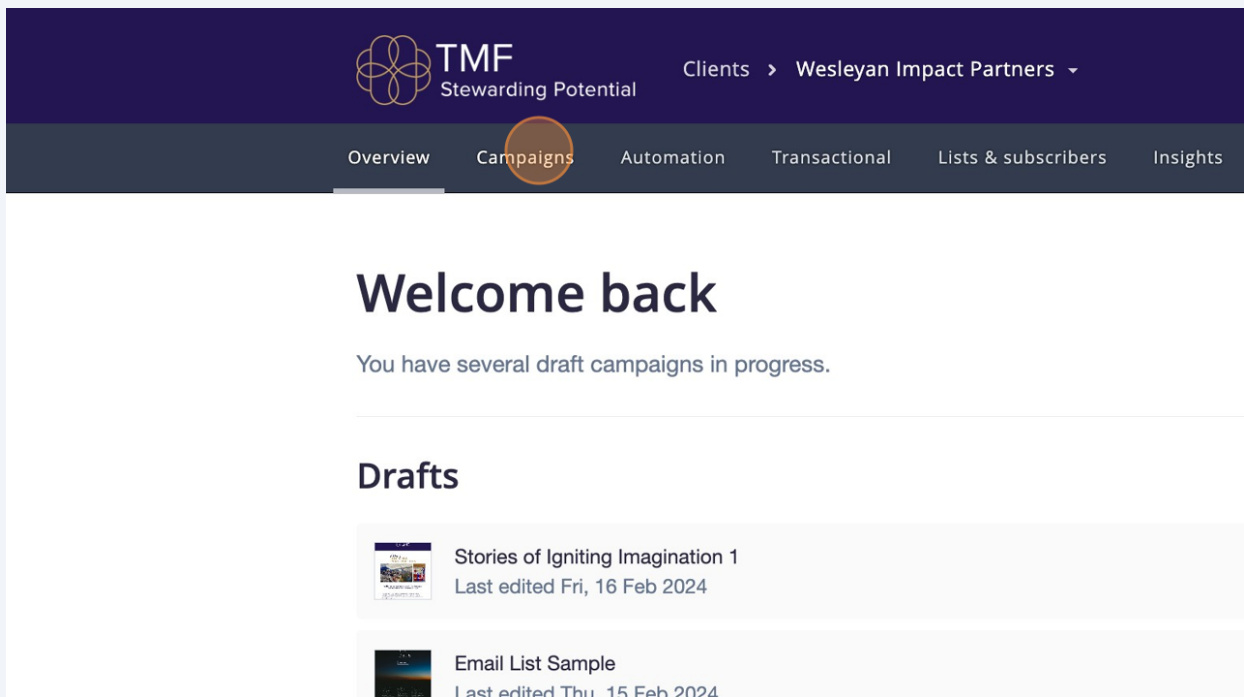 TMF
Stewarding Potential
Clients > Wesleyan Impact Partners
Overview Campaigns Automation Transactional Lists & subscribers Insights
Welcome back
You have several draft campaigns in progress.
Drafts
Stories of Igniting Imagination 1
Last edited Fri, 16 Feb 2024
Email List Sample
Last edited Thu, 15 Feb 2024